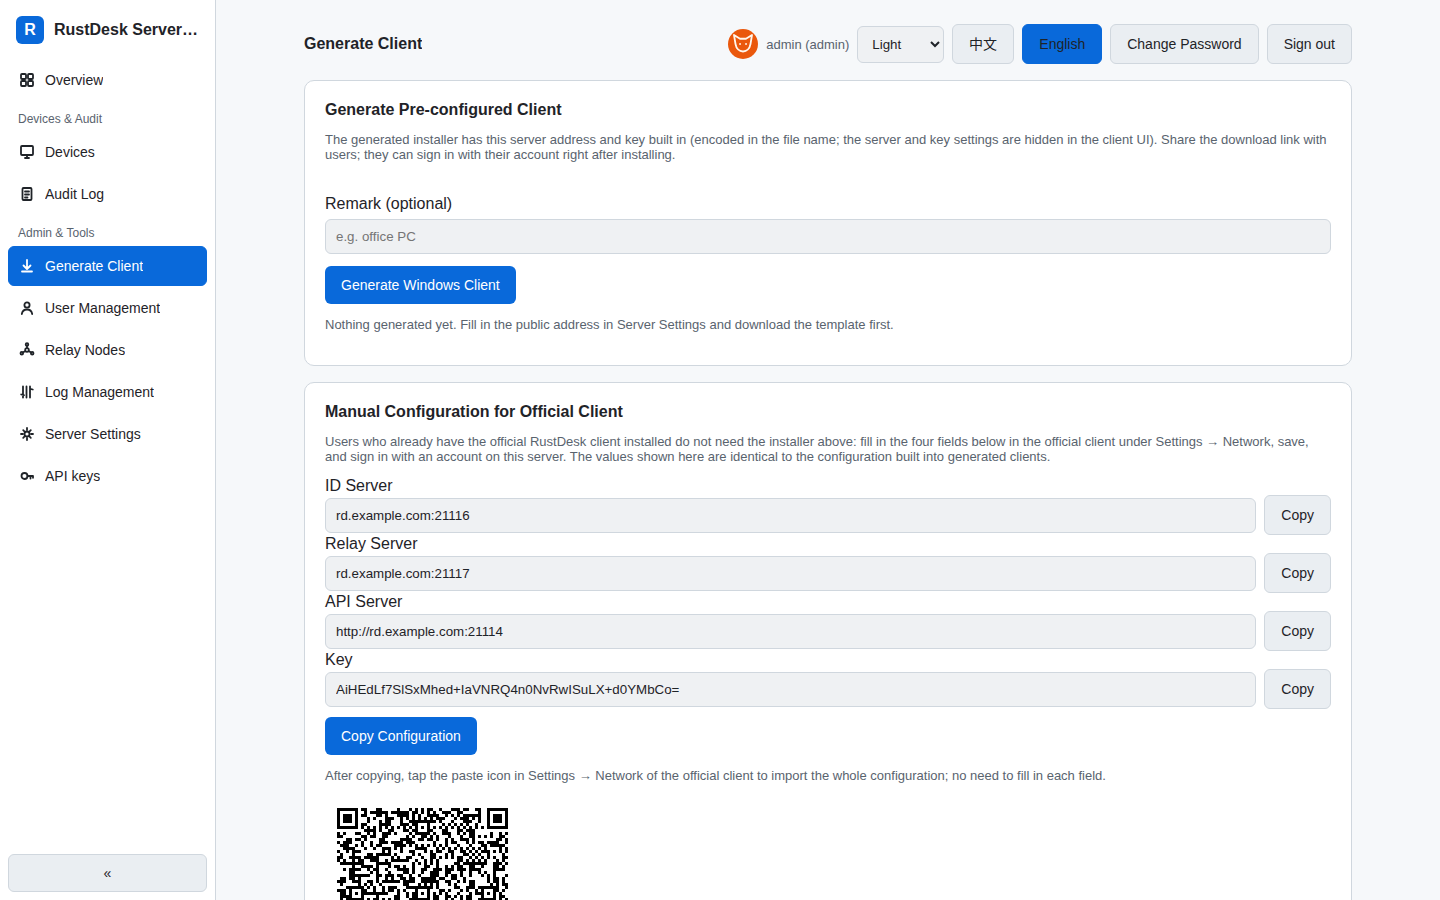 R RustDesk Server…
Overview
Devices & Audit
Devices
Audit Log
Admin & Tools
Generate Client
User Management
Relay Nodes
Log Management
Server Settings
API keys
«
Generate Client
admin (admin)
Light
中文
English
Change Password
Sign out
Generate Pre-configured Client
The generated installer has this server address and key built in (encoded in the file name; the server and key settings are hidden in the client UI). Share the download link with
users; they can sign in with their account right after installing.
Remark (optional)
e.g. office PC
Generate Windows Client
Nothing generated yet. Fill in the public address in Server Settings and download the template first.
Manual Configuration for Official Client
Users who already have the official RustDesk client installed do not need the installer above: fill in the four fields below in the official client under Settings → Network, save,
and sign in with an account on this server. The values shown here are identical to the configuration built into generated clients.
ID Server
rd.example.com:21116
Copy
Relay Server
rd.example.com:21117
Copy
API Server
http://rd.example.com:21114
Copy
Key
AiHEdLf7SlSxMhed+IaVNRQ4n0NvRwISuLX+d0YMbCo=
Copy
Copy Configuration
After copying, tap the paste icon in Settings → Network of the official client to import the whole configuration; no need to fill in each field.